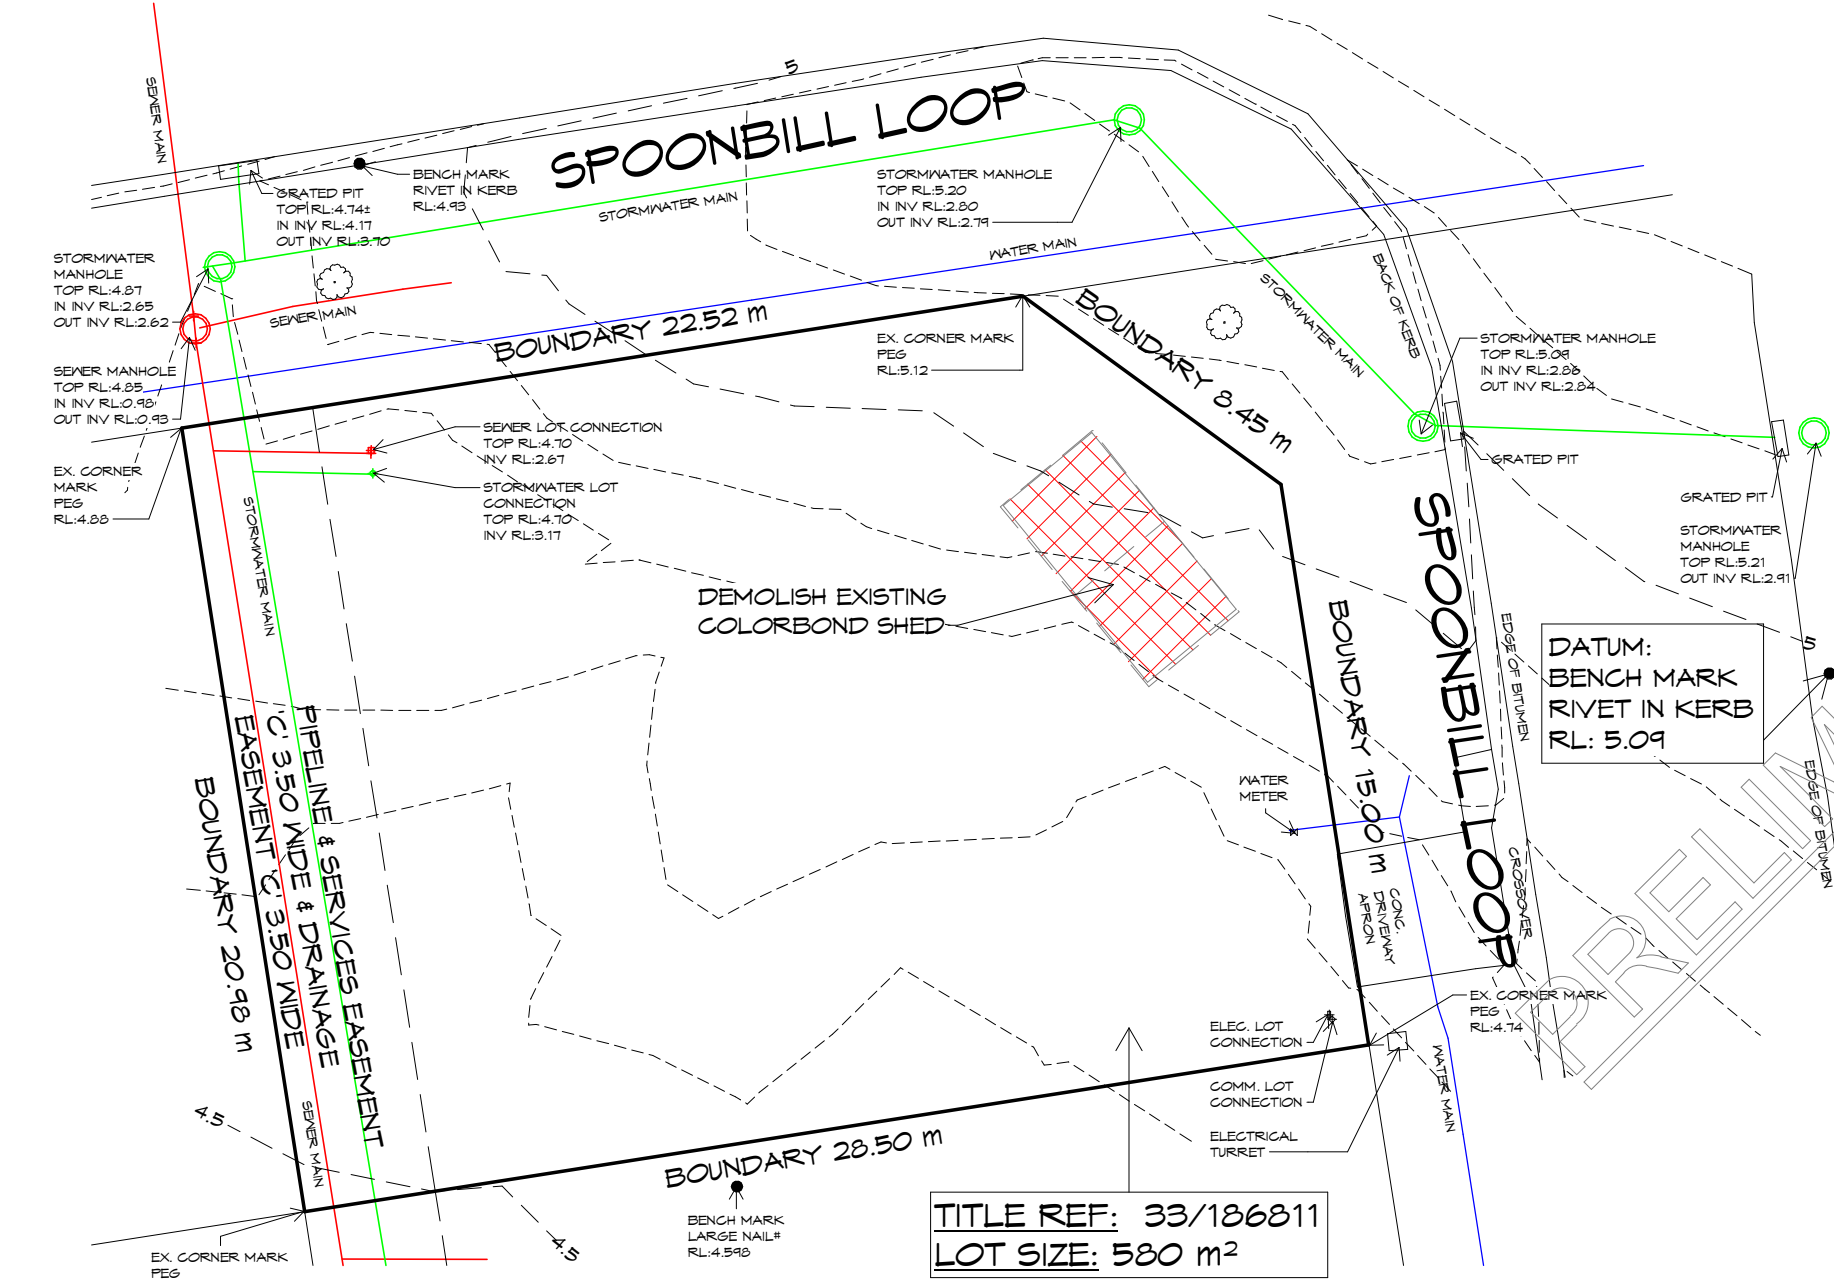 SEWER MAIN
5
SPOONBILL LOOP
BENCH MARK
RIVET IN KERB
RL:4.93
GRATED PIT
TOP RL:4.74±
IN INV RL:4.17
OUT INV RL:3.70
STORMWATER MAIN
STORMWATER MANHOLE
TOP RL:5.20
IN INV RL:2.80
OUT INV RL:2.79
WATER MAIN
STORMWATER
MANHOLE
TOP RL:4.87
IN INV RL:2.65
OUT INV RL:2.62
SEWER MAIN
BOUNDARY 22.52 m
SEWER MANHOLE
TOP RL:4.85
IN INV RL:0.98
OUT INV RL:0.93
EX. CORNER MARK
PEG
RL:5.12
BOUNDARY 8.45 m
STORMWATER MAIN
BACK OF KERB
STORMWATER MANHOLE
TOP RL:5.09
IN INV RL:2.86
OUT INV RL:2.84
GRATED PIT
EX. CORNER
MARK
PEG
RL:4.88
SEWER LOT CONNECTION
TOP RL:4.70
INV RL:2.67
STORMWATER LOT
CONNECTION
TOP RL:4.70
INV RL:3.17
STORMWATER MAIN
GRATED PIT
STORMWATER
MANHOLE
TOP RL:5.21
OUT INV RL:2.91
DEMOLISH EXISTING
COLORBOND SHED
SPOONBILL LOOP
EDGE OF BITUMEN
5
DATUM:
BENCH MARK
RIVET IN KERB
RL: 5.09
EDGE OF BITUMEN
BOUNDARY 15.00 m
WATER
METER
PIPELINE & SERVICES EASEMENT
'C' 3.50 WIDE & DRAINAGE
EASEMENT 'C' 3.50 WIDE
BOUNDARY 20.98 m
CONC.
DRIVEWAY
APRON
CROSSOVER
EX. CORNER MARK
PEG
RL:4.74
ELEC. LOT
CONNECTION
COMM. LOT
CONNECTION
ELECTRICAL
TURRET
WATER MAIN
4.5
SEWER MAIN
BOUNDARY 28.50 m
BENCH MARK
LARGE NAIL#
RL:4.598
4.5
EX. CORNER MARK
PEG
TITLE REF: 33/186811
LOT SIZE: 580 m²
PRELIM